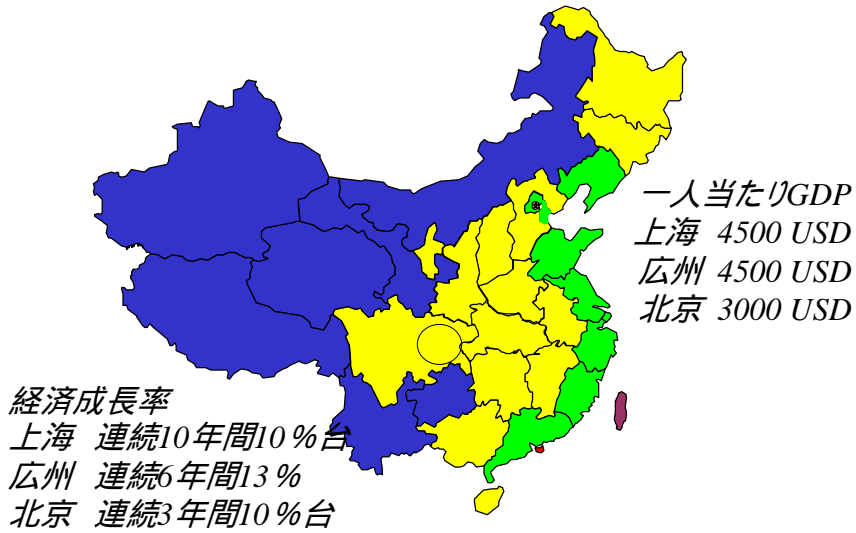 一人当たりGDP
上海 4500 USD
広州 4500 USD
北京 3000 USD
経済成長率
上海 連続10年間10%台
広州 連続6年間13%
北京 連続3年間10%台